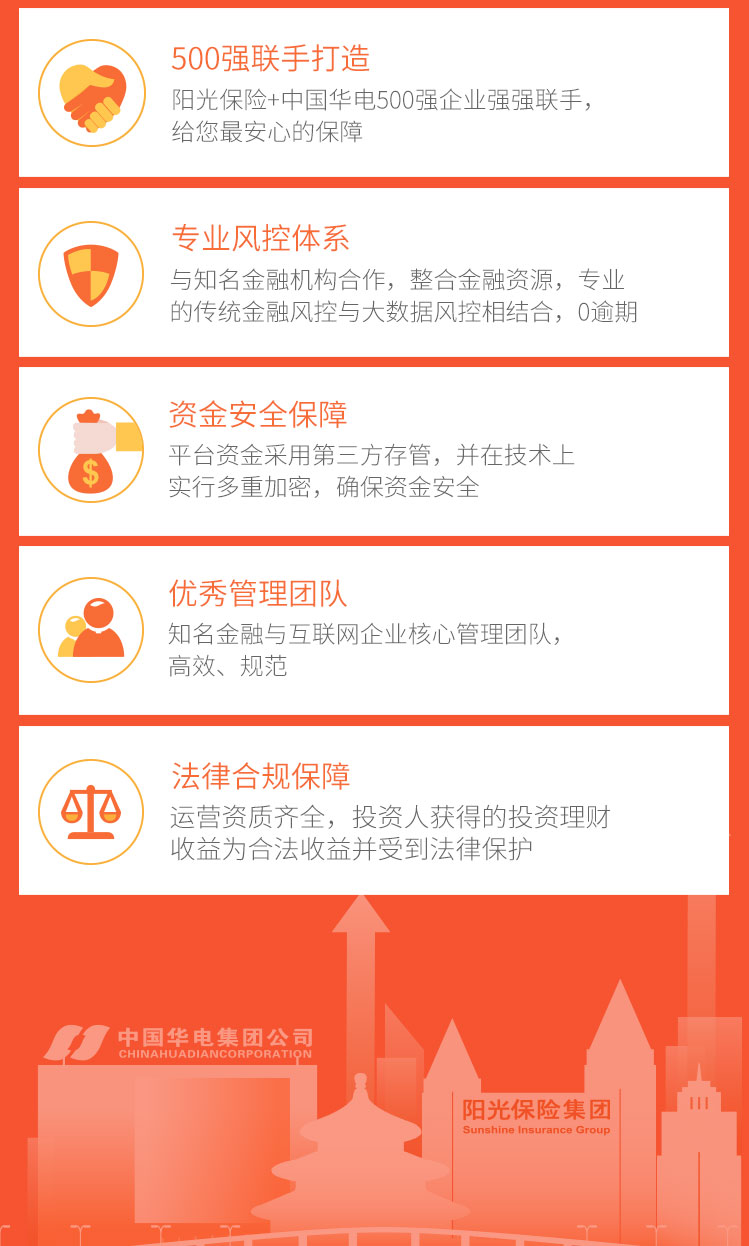 500强联手打造
阳光保险+中国华电500强企业强强联手，
给您最安心的保障
专业风控体系
与知名金融机构合作，整合金融资源，专业
的传统金融风控与大数据风控相结合，0逾期
$
资金安全保障
平台资金采用第三方存管，并在技术上
实行多重加密，确保资金安全
优秀管理团队
知名金融与互联网企业核心管理团队，
高效、规范
法律合规保障
运营资质齐全，投资人获得的投资理财
收益为合法收益并受到法律保护
中国华电集团公司
CHINAHUADIANCORPORATION
阳光保险集团
Sunshine Insurance Group